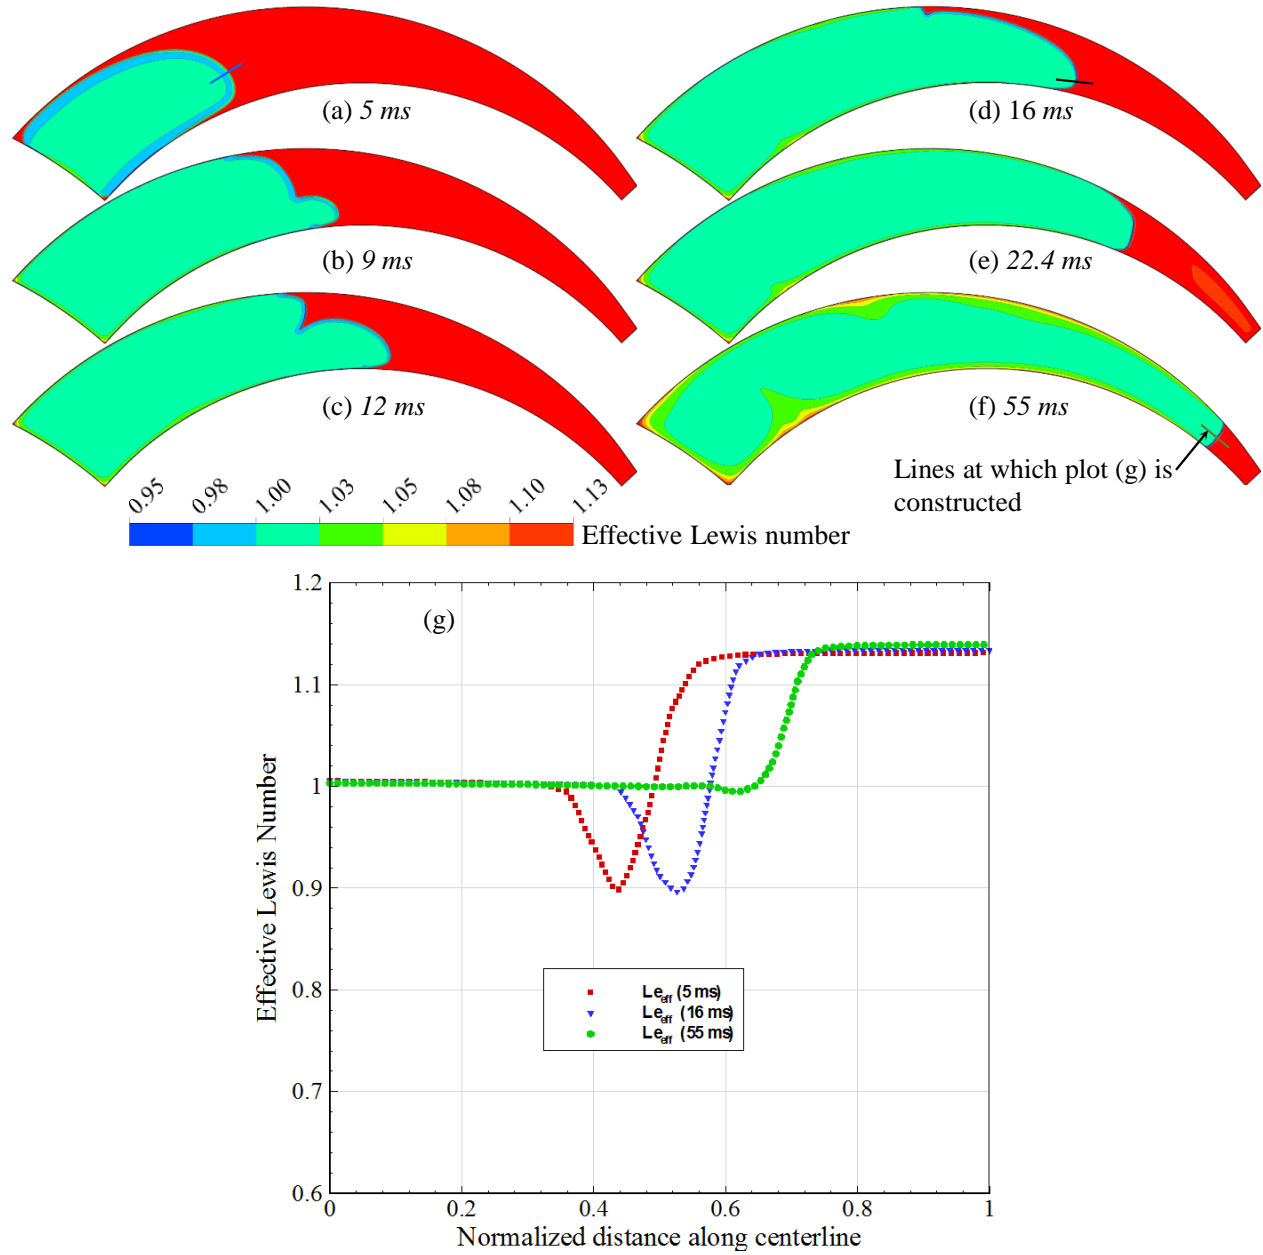 (a) 5 ms
(d) 16 ms
(b) 9 ms
(e) 22.4 ms
(c) 12 ms
(f) 55 ms
Lines at which plot (g) is
constructed
0.95 0.98 1.00 1.03 1.05 1.08 1.10 1.13
Effective Lewis number
(g)
1.2
1.1
1
0.9
0.8
0.7
0.6
Effective Lewis Number
Le_eff (5 ms)
Le_eff (16 ms)
Le_eff (55 ms)
0 0.2 0.4 0.6 0.8 1
Normalized distance along centerline